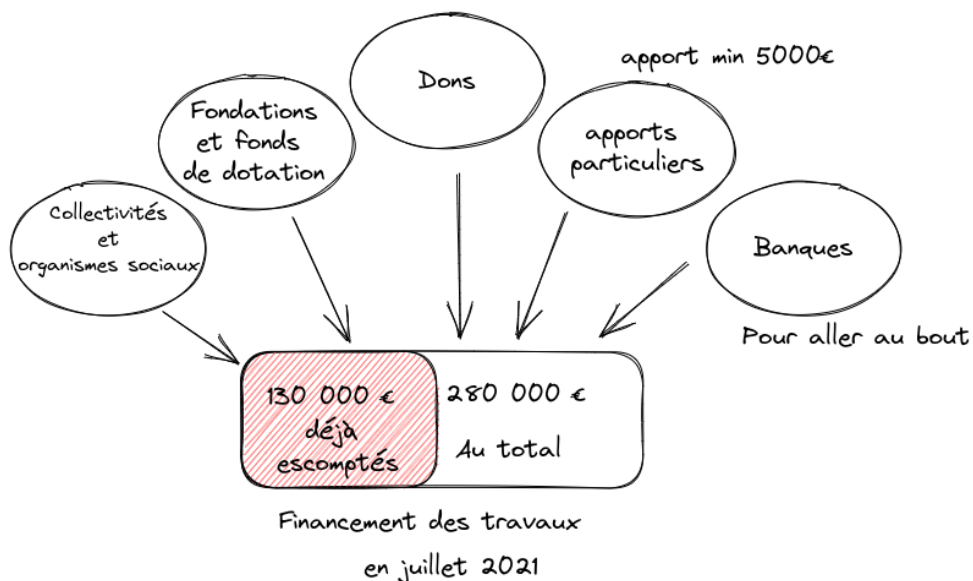 Dons
apport min 5000€
Fondations
et fonds
de dotation
apports
particuliers
Collectivités
et
organismes sociaux
Banques
Pour aller au bout
130 000 €
déjà
escomptés
280 000 €
Au total
Financement des travaux
en juillet 2021